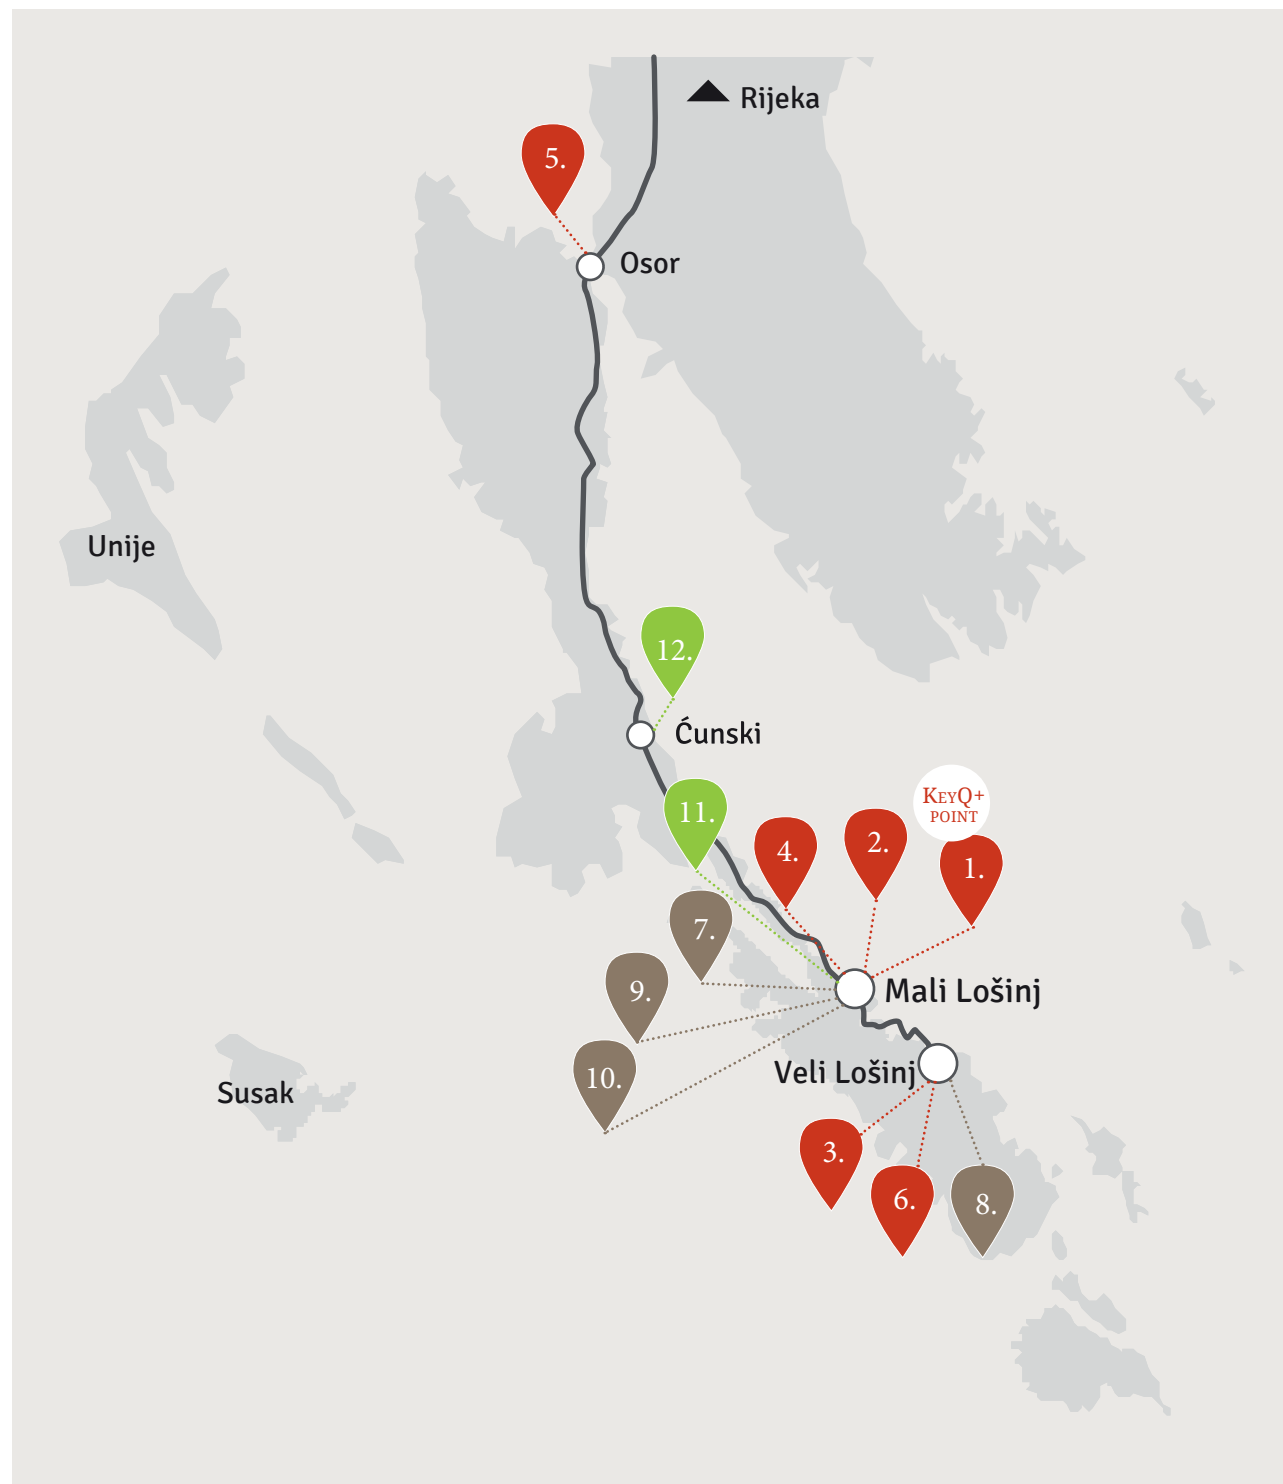 Rijeka
5.
Osor
Unije
12.
Ćunski
KeyQ+
point
11.
4.
2.
1.
7.
9.
Mali Lošinj
10.
Veli Lošinj
Susak
3.
6.
8.